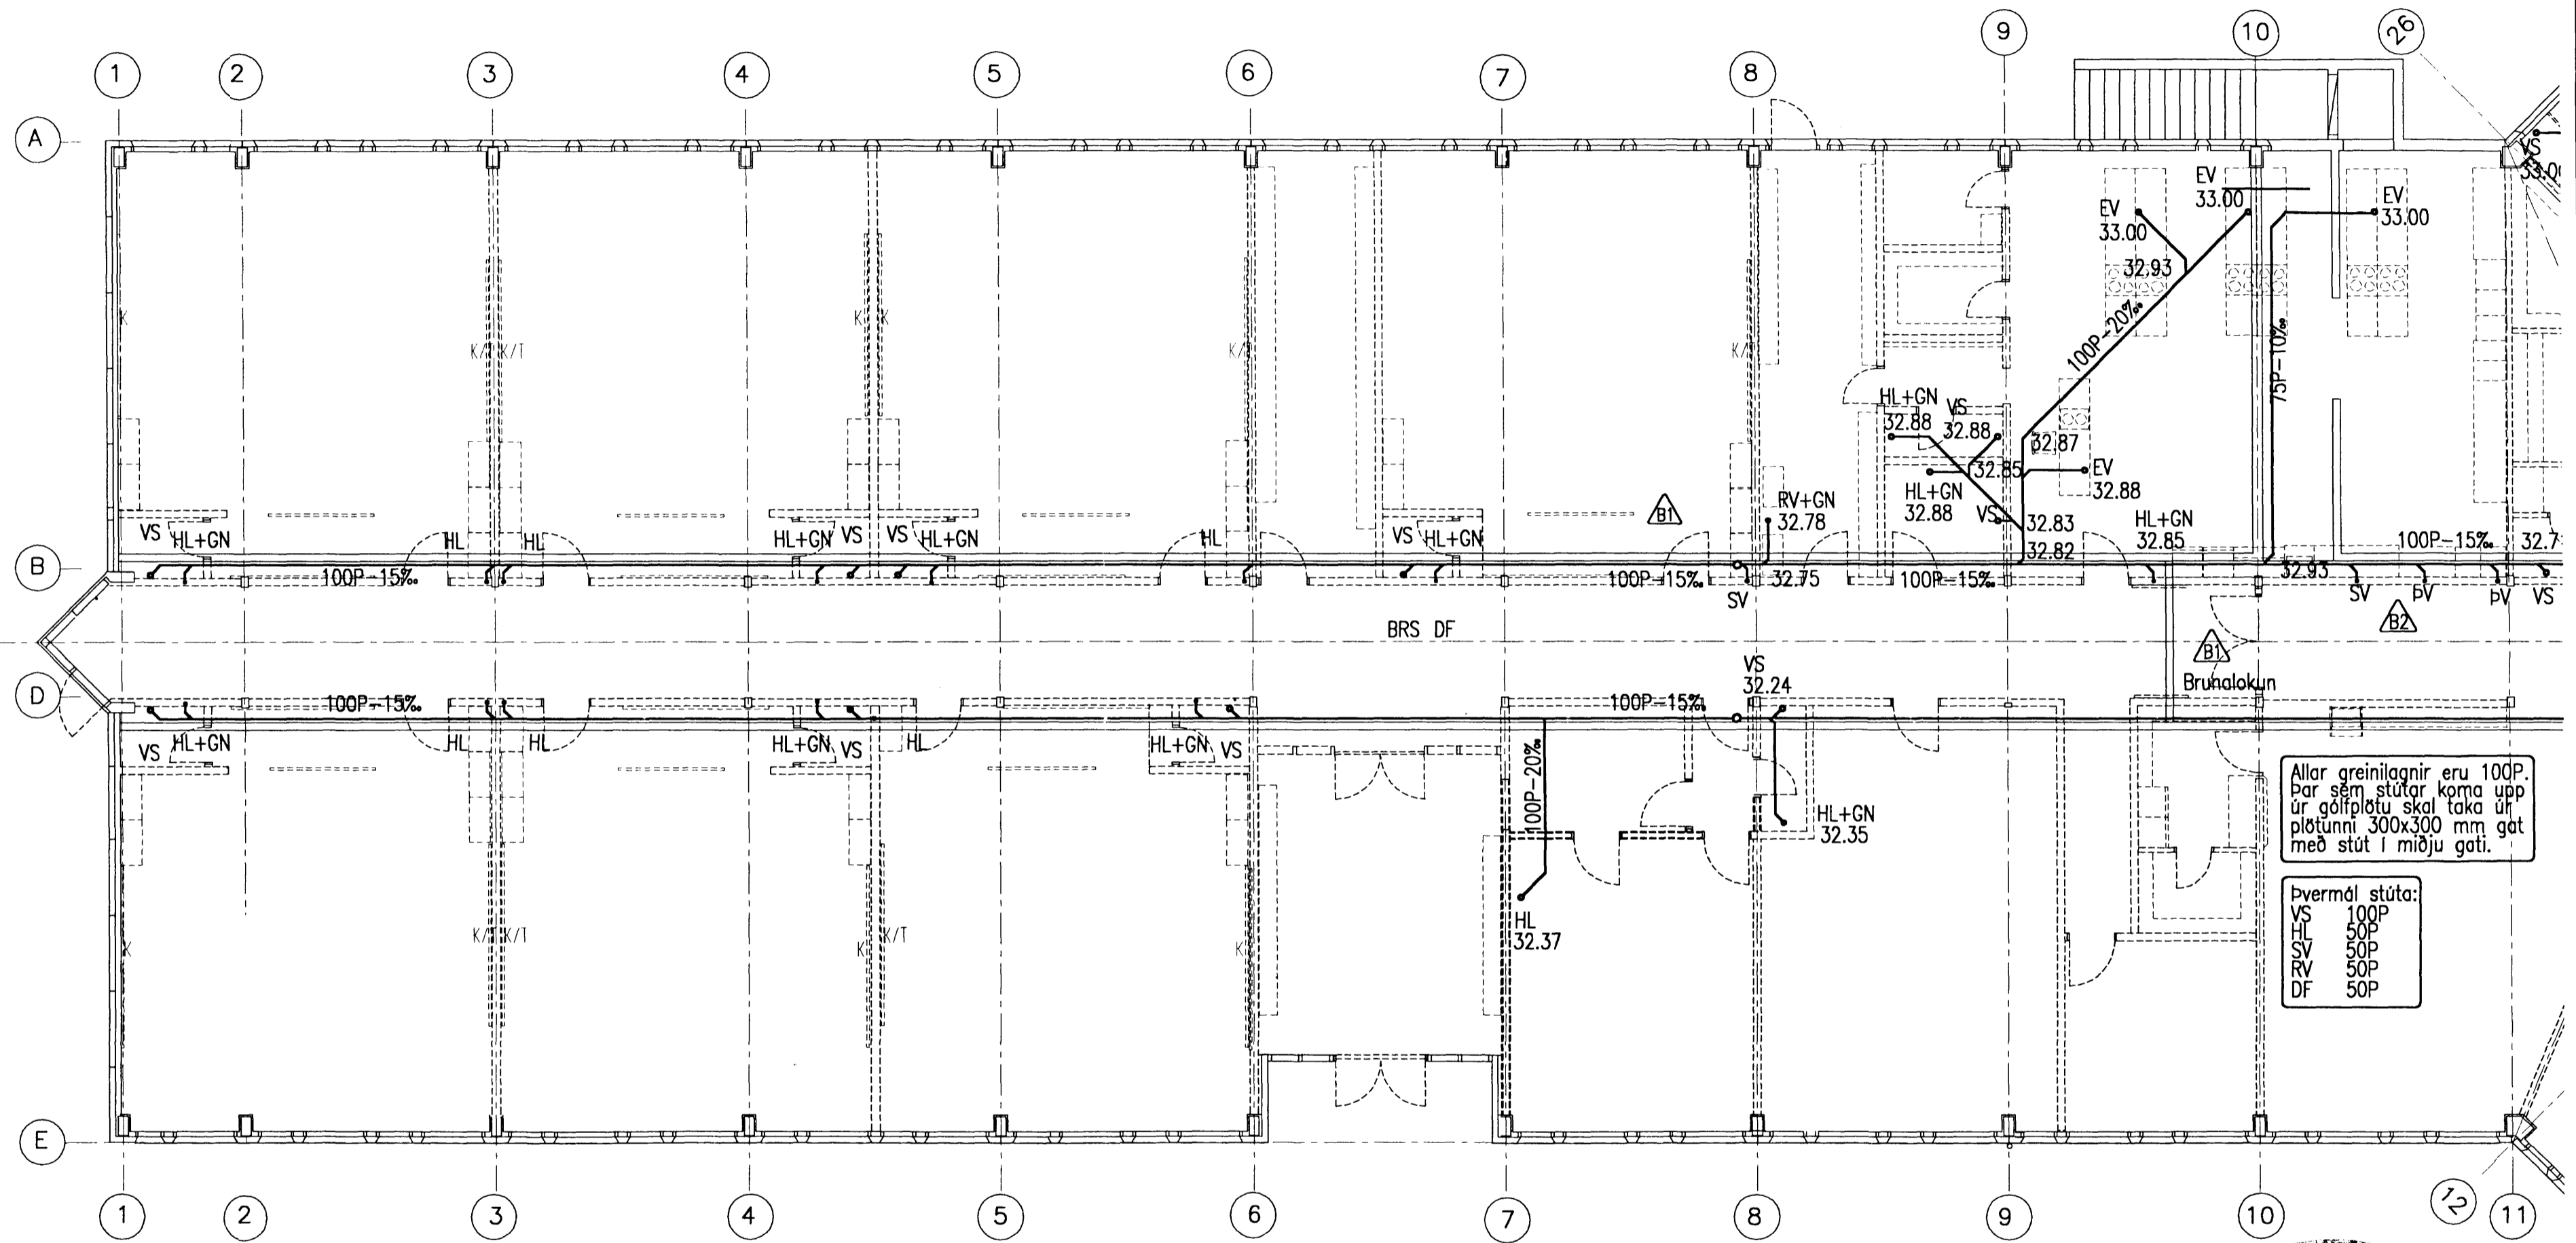 1
2
3
4
5
6
7
8
9
10
26
A
EV
33.00
EV
33.00
EV
33.00
VS
32.93
K
K
K
K/T
100P-20‰
75P-10‰
HL+GN
32.88
VS
32.88
32.87
32.85
EV
32.88
HL+GN
32.88
VS
RV+GN
32.78
B1
32.83
32.82
HL+GN
32.85
VS
HL+GN
HL
HL
HL+GN
VS
VS
HL+GN
HL
VS
HL+GN
100P-15‰
B
100P-15‰
100P-15‰
32.75
100P-15‰
32.93
SV
SV
ÞV
ÞV
VS
BRS DF
B2
B1
VS
32.24
Brunalokun
D
100P-15‰
100P-15‰
VS
HL+GN
HL
HL
HL+GN
VS
HL
HL+GN
VS
100P-20‰
HL+GN
32.35
HL
32.37
K
K/T
K/T
K
K/T
K
Allar greinilagnir eru 100P.
Þar sem stútar koma upp
úr gólfplötu skal taka úr
plötunni 300x300 mm gat
með stút í miðju gati.
Þvermál stúta:
VS 100P
HL 50P
SV 50P
RV 50P
DF 50P
E
1
2
3
4
5
6
7
8
9
10
12
11